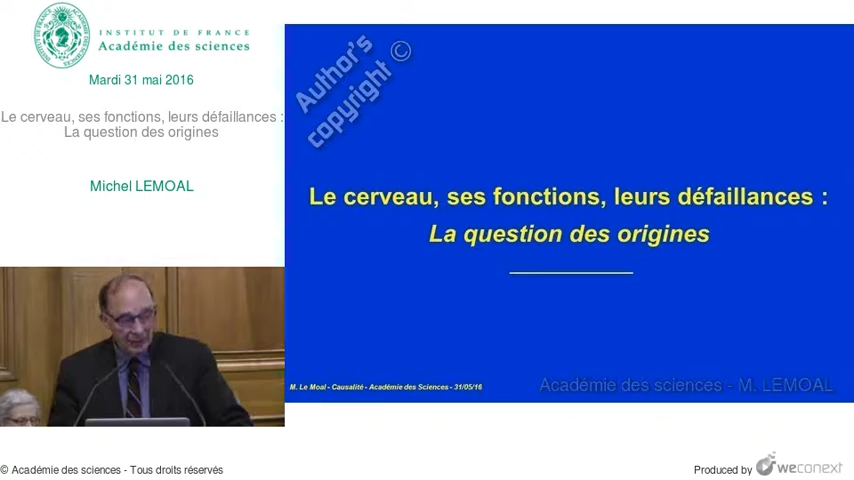 INSTITUT DE FRANCE
Académie des sciences
Mardi 31 mai 2016
Le cerveau, ses fonctions, leurs défaillances :
La question des origines
Michel LEMOAL
Author's
copyright ©
Le cerveau, ses fonctions, leurs défaillances :
La question des origines
M. Le Moal - Causalité - Académie des Sciences - 31/05/16
Académie des sciences - M. LEMOAL
© Académie des sciences - Tous droits réservés
Produced by weconext